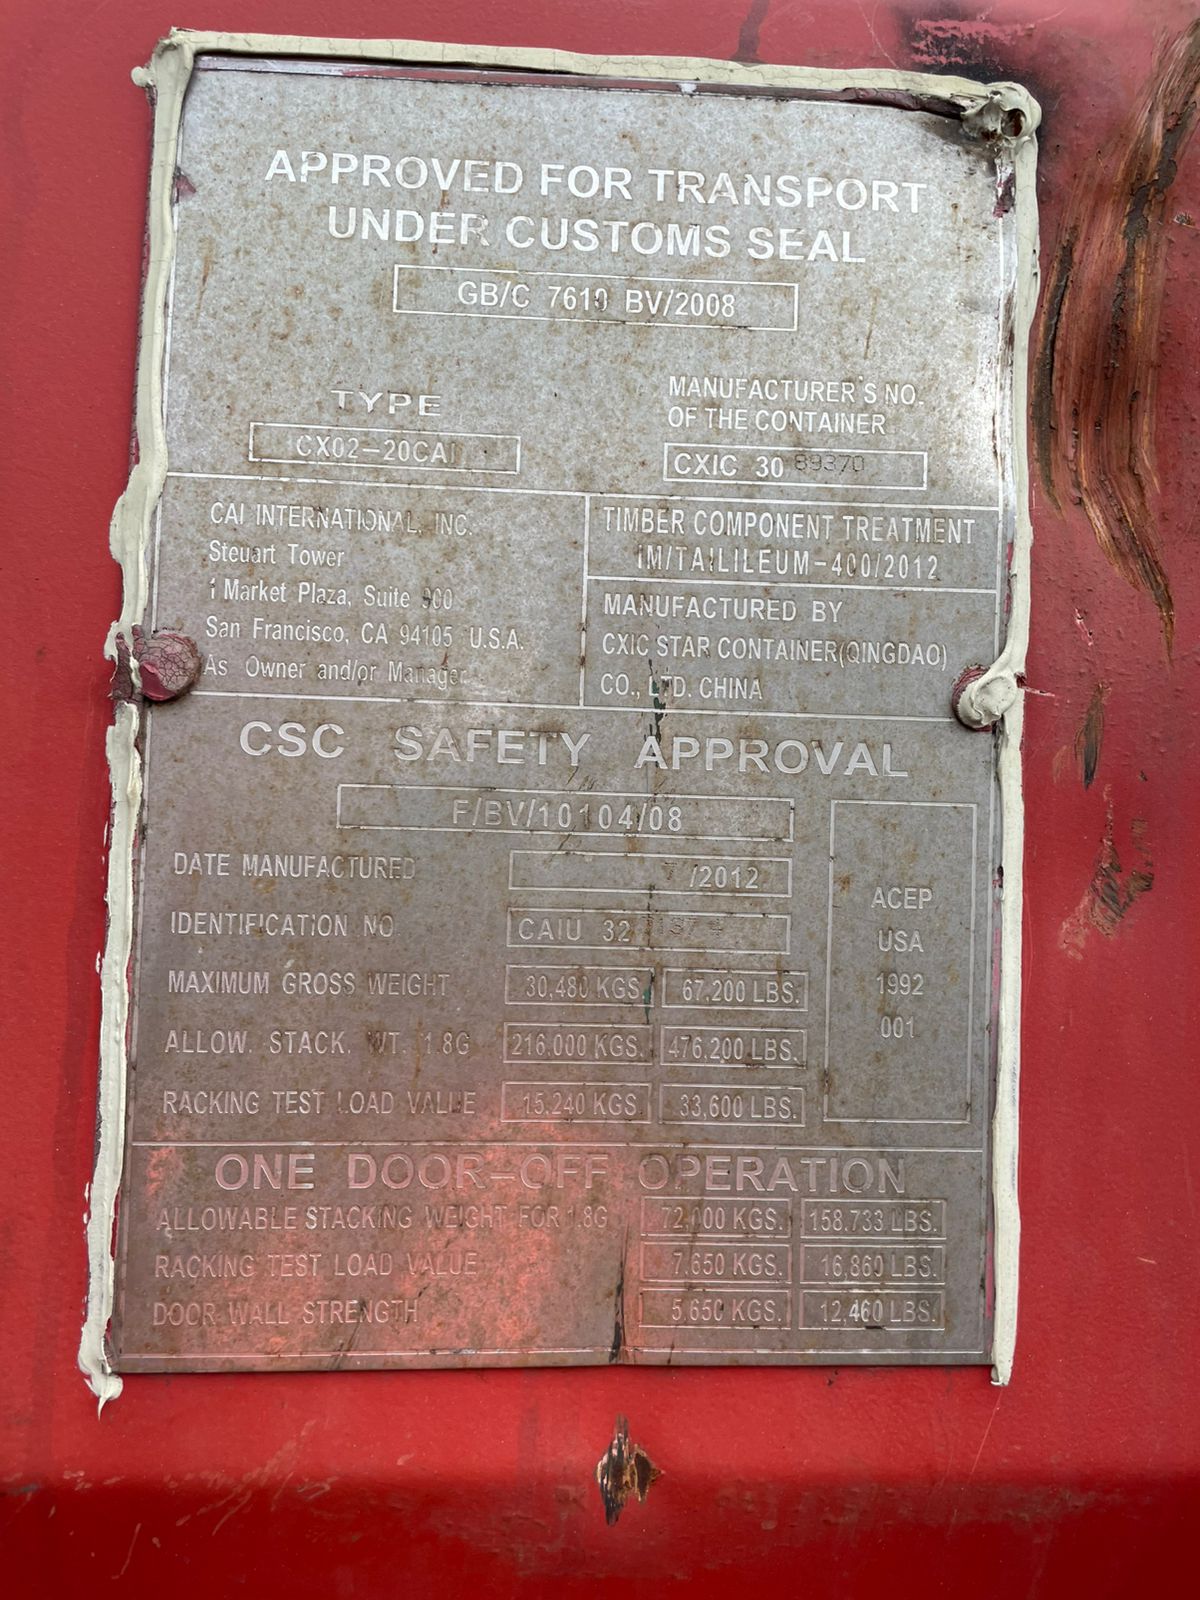 APPROVED FOR TRANSPORT
UNDER CUSTOMS SEAL
GB/C 7610 BV/2008
TYPE
CX02-20CAI
MANUFACTURER'S NO.
OF THE CONTAINER
CXIC 30 89370
CAI INTERNATIONAL, INC.
Steuart Tower
1 Market Plaza, Suite 900
San Francisco, CA 94105 U.S.A.
As Owner and/or Manager
TIMBER COMPONENT TREATMENT
IM/TAILILEUM-400/2012
MANUFACTURED BY
CXIC STAR CONTAINER(QINGDAO)
CO., LTD. CHINA
CSC SAFETY APPROVAL
F/BV/10104/08
DATE MANUFACTURED 7/2012
IDENTIFICATION NO CAIU 32
MAXIMUM GROSS WEIGHT 30,480 KGS. 67,200 LBS.
ALLOW. STACK. WT. 1.8G 216,000 KGS. 476,200 LBS.
RACKING TEST LOAD VALUE 15,240 KGS. 33,600 LBS.
ACEP
USA
1992
001
ONE DOOR-OFF OPERATION
ALLOWABLE STACKING WEIGHT FOR 1.8G 72,000 KGS. 158,733 LBS.
RACKING TEST LOAD VALUE 7,650 KGS. 16,860 LBS.
DOOR WALL STRENGTH 5,650 KGS. 12,460 LBS.